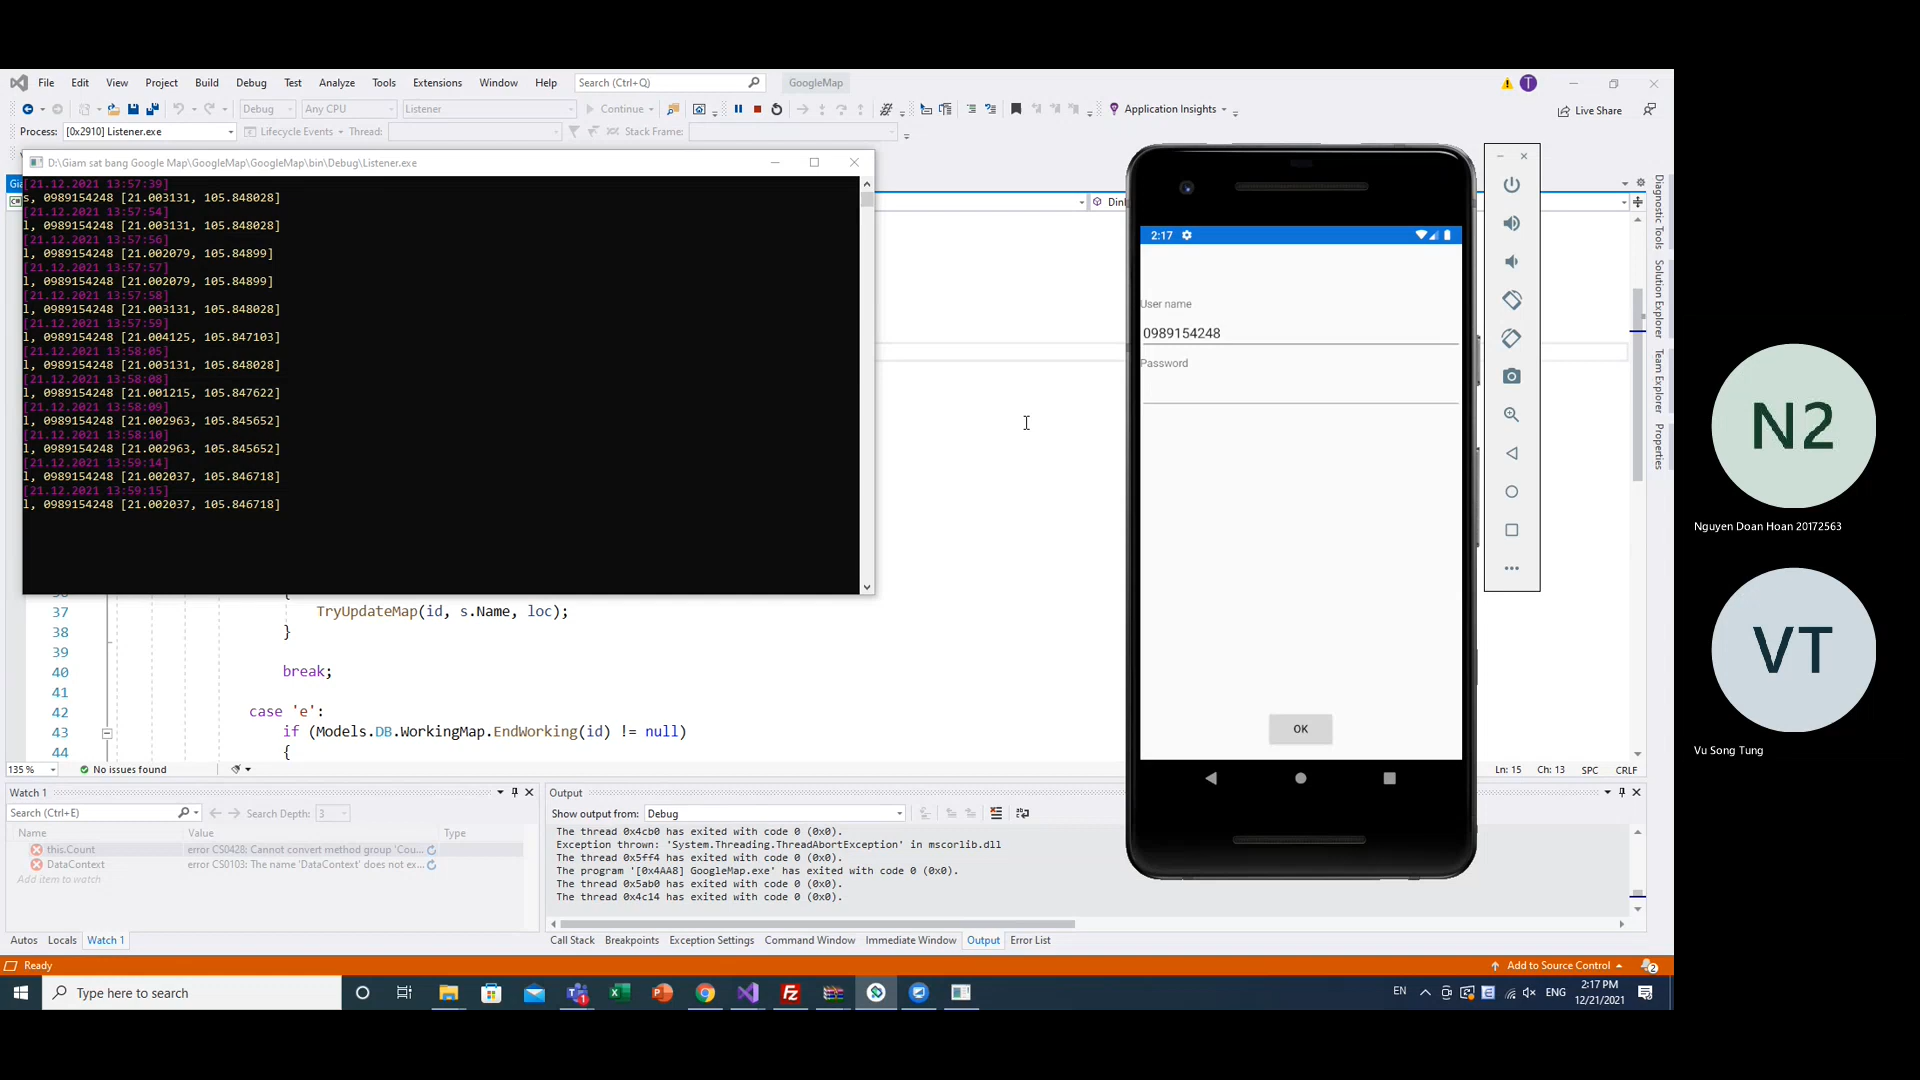 File Edit View Project Build Debug Test Analyze Tools Extensions Window Help Search (Ctrl+Q) GoogleMap T
Debug Any CPU Listener Continue Application Insights Live Share
Process: [0x2910] Listener.exe Lifecycle Events Thread: Stack Frame:
D:\Giam sat bang Google Map\GoogleMap\GoogleMap\bin\Debug\Listener.exe
[21.12.2021 13:57:39]
s, 0989154248 [21.003131, 105.848028]
[21.12.2021 13:57:54]
l, 0989154248 [21.003131, 105.848028]
[21.12.2021 13:57:56]
l, 0989154248 [21.002079, 105.84899]
[21.12.2021 13:57:57]
l, 0989154248 [21.002079, 105.84899]
[21.12.2021 13:57:58]
l, 0989154248 [21.003131, 105.848028]
[21.12.2021 13:57:59]
l, 0989154248 [21.004125, 105.847103]
[21.12.2021 13:58:05]
l, 0989154248 [21.003131, 105.848028]
[21.12.2021 13:58:08]
l, 0989154248 [21.001215, 105.847622]
[21.12.2021 13:58:09]
l, 0989154248 [21.002963, 105.845652]
[21.12.2021 13:58:10]
l, 0989154248 [21.002963, 105.845652]
[21.12.2021 13:59:14]
l, 0989154248 [21.002037, 105.846718]
[21.12.2021 13:59:15]
l, 0989154248 [21.002037, 105.846718]
2:17
User name
0989154248
Password
OK
Diagnostic Tools
Solution Explorer
Team Explorer
Properties
{
37 TryUpdateMap(id, s.Name, loc);
38 }
39
40 break;
41
42 case 'e':
43 if (Models.DB.WorkingMap.EndWorking(id) != null)
44 {
135 % No issues found Ln: 15 Ch: 13 SPC CRLF
Watch 1
Search (Ctrl+E) Search Depth: 3
Name Value Type
this.Count error CS0428: Cannot convert method group 'Cou...
DataContext error CS0103: The name 'DataContext' does not ex...
Add item to watch
Autos Locals Watch 1
Output
Show output from: Debug
The thread 0x4cb0 has exited with code 0 (0x0).
Exception thrown: 'System.Threading.ThreadAbortException' in mscorlib.dll
The thread 0x5ff4 has exited with code 0 (0x0).
The program '[0x4AA8] GoogleMap.exe' has exited with code 0 (0x0).
The thread 0x5ab0 has exited with code 0 (0x0).
The thread 0x4c14 has exited with code 0 (0x0).
Call Stack Breakpoints Exception Settings Command Window Immediate Window Output Error List
Ready Add to Source Control 2
Type here to search EN ENG 2:17 PM
12/21/2021
N2
Nguyen Doan Hoan 20172563
VT
Vu Song Tung